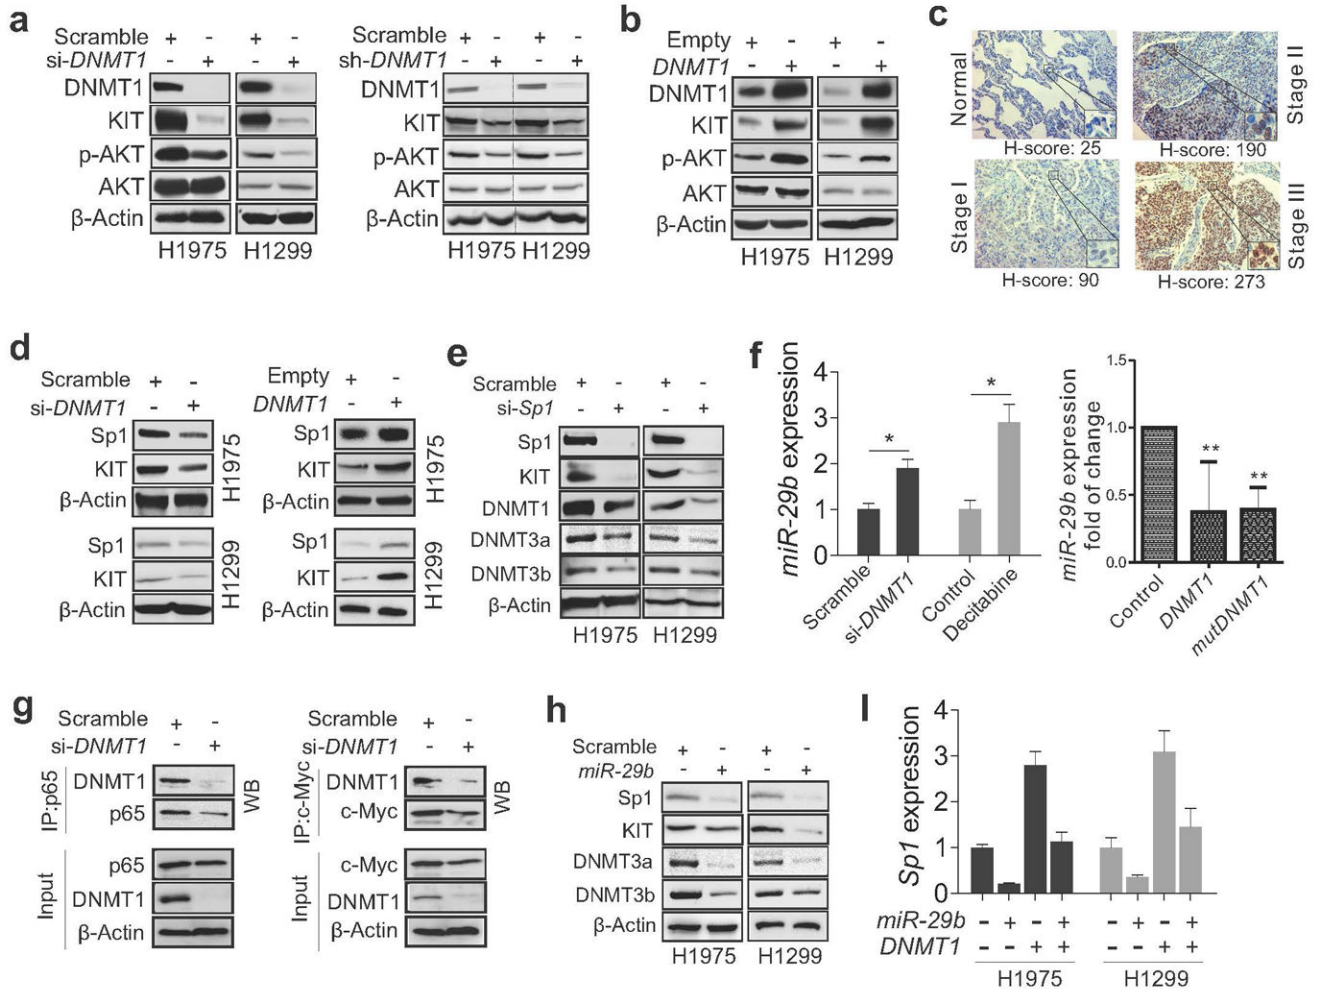 a
Scramble + - + -
si-DNMT1 - + - +
DNMT1
KIT
p-AKT
AKT
β-Actin
H1975 H1299
Scramble + - + -
sh-DNMT1 - + - +
DNMT1
KIT
p-AKT
AKT
β-Actin
H1975 H1299
b
Empty + - + -
DNMT1 - + - +
DNMT1
KIT
p-AKT
AKT
β-Actin
H1975 H1299
c
Normal
H-score: 25
Stage II
H-score: 190
Stage I
H-score: 90
Stage III
H-score: 273
d
Scramble + -
si-DNMT1 - +
Sp1
KIT
β-Actin
H1975
Sp1
KIT
β-Actin
H1299
Empty + -
DNMT1 - +
Sp1
KIT
β-Actin
H1975
Sp1
KIT
β-Actin
H1299
e
Scramble + - + -
si-Sp1 - + - +
Sp1
KIT
DNMT1
DNMT3a
DNMT3b
β-Actin
H1975 H1299
f
miR-29b expression
4
3
2
1
0
* *
Scramble
si-DNMT1
Control
Decitabine
miR-29b expression
fold of change
1.5
1.0
0.5
0.0
** **
Control
DNMT1
mutDNMT1
g
Scramble + -
si-DNMT1 - +
IP:p65
DNMT1
p65
WB
Input
p65
DNMT1
β-Actin
Scramble + -
si-DNMT1 - +
IP:c-Myc
DNMT1
c-Myc
WB
Input
c-Myc
DNMT1
β-Actin
h
Scramble + - + -
miR-29b - + - +
Sp1
KIT
DNMT3a
DNMT3b
β-Actin
H1975 H1299
I
Sp1 expression
4
3
2
1
0
miR-29b - + - + - + - +
DNMT1 - - + + - - + +
H1975 H1299